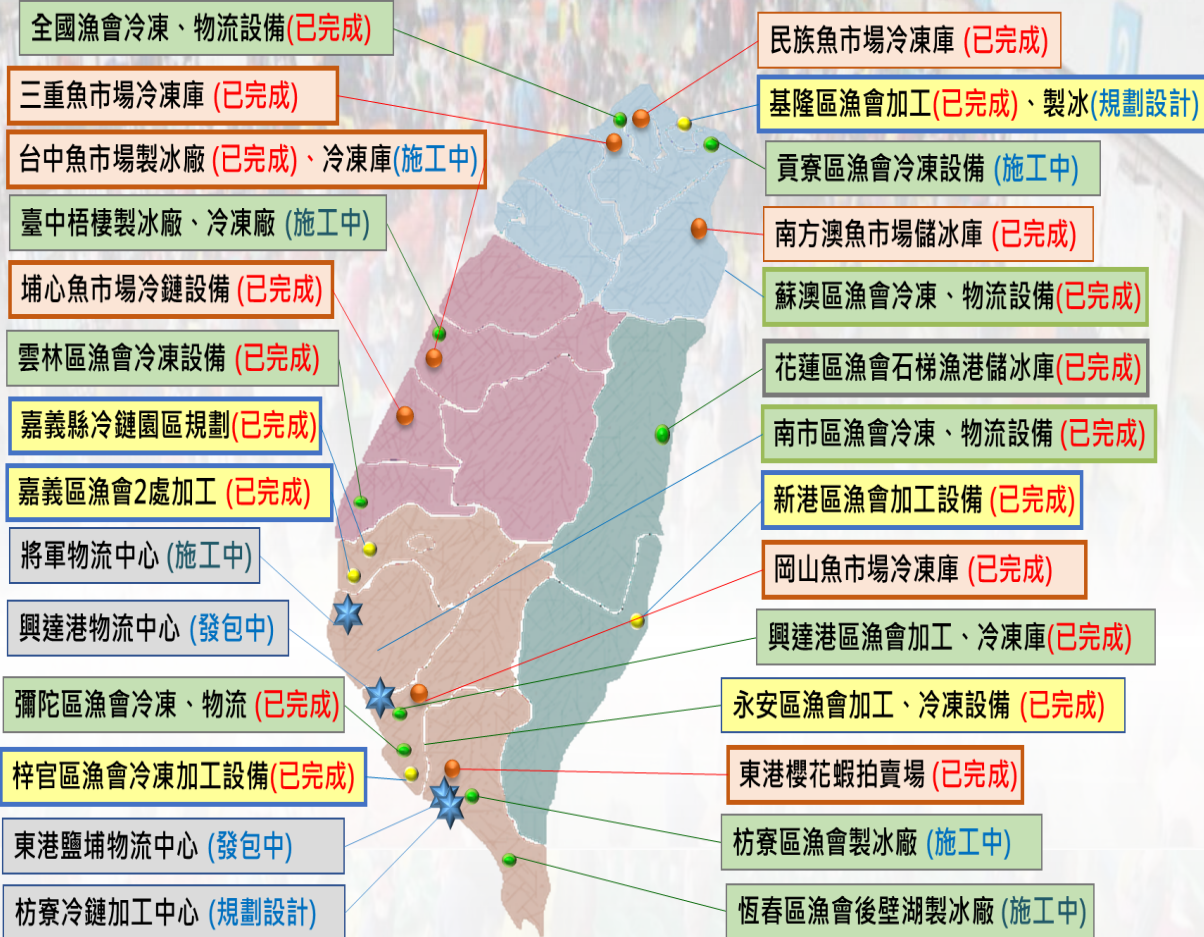 全國漁會冷凍、物流設備(已完成)
三重魚市場冷凍庫 (已完成)
台中魚市場製冰廠 (已完成)、冷凍庫(施工中)
臺中梧棲製冰廠、冷凍廠 (施工中)
埔心魚市場冷鏈設備 (已完成)
雲林區漁會冷凍設備 (已完成)
嘉義縣冷鏈園區規劃(已完成)
嘉義區漁會2處加工 (已完成)
將軍物流中心 (施工中)
興達港物流中心 (發包中)
彌陀區漁會冷凍、物流 (已完成)
梓官區漁會冷凍加工設備(已完成)
東港鹽埔物流中心 (發包中)
枋寮冷鏈加工中心 (規劃設計)
民族魚市場冷凍庫 (已完成)
基隆區漁會加工(已完成)、製冰(規劃設計)
貢寮區漁會冷凍設備 (施工中)
南方澳魚市場儲冰庫 (已完成)
蘇澳區漁會冷凍、物流設備(已完成)
花蓮區漁會石梯漁港儲冰庫(已完成)
南市區漁會冷凍、物流設備 (已完成)
新港區漁會加工設備 (已完成)
岡山魚市場冷凍庫 (已完成)
興達港區漁會加工、冷凍庫(已完成)
永安區漁會加工、冷凍設備 (已完成)
東港櫻花蝦拍賣場 (已完成)
枋寮區漁會製冰廠 (施工中)
恆春區漁會後壁湖製冰廠 (施工中)